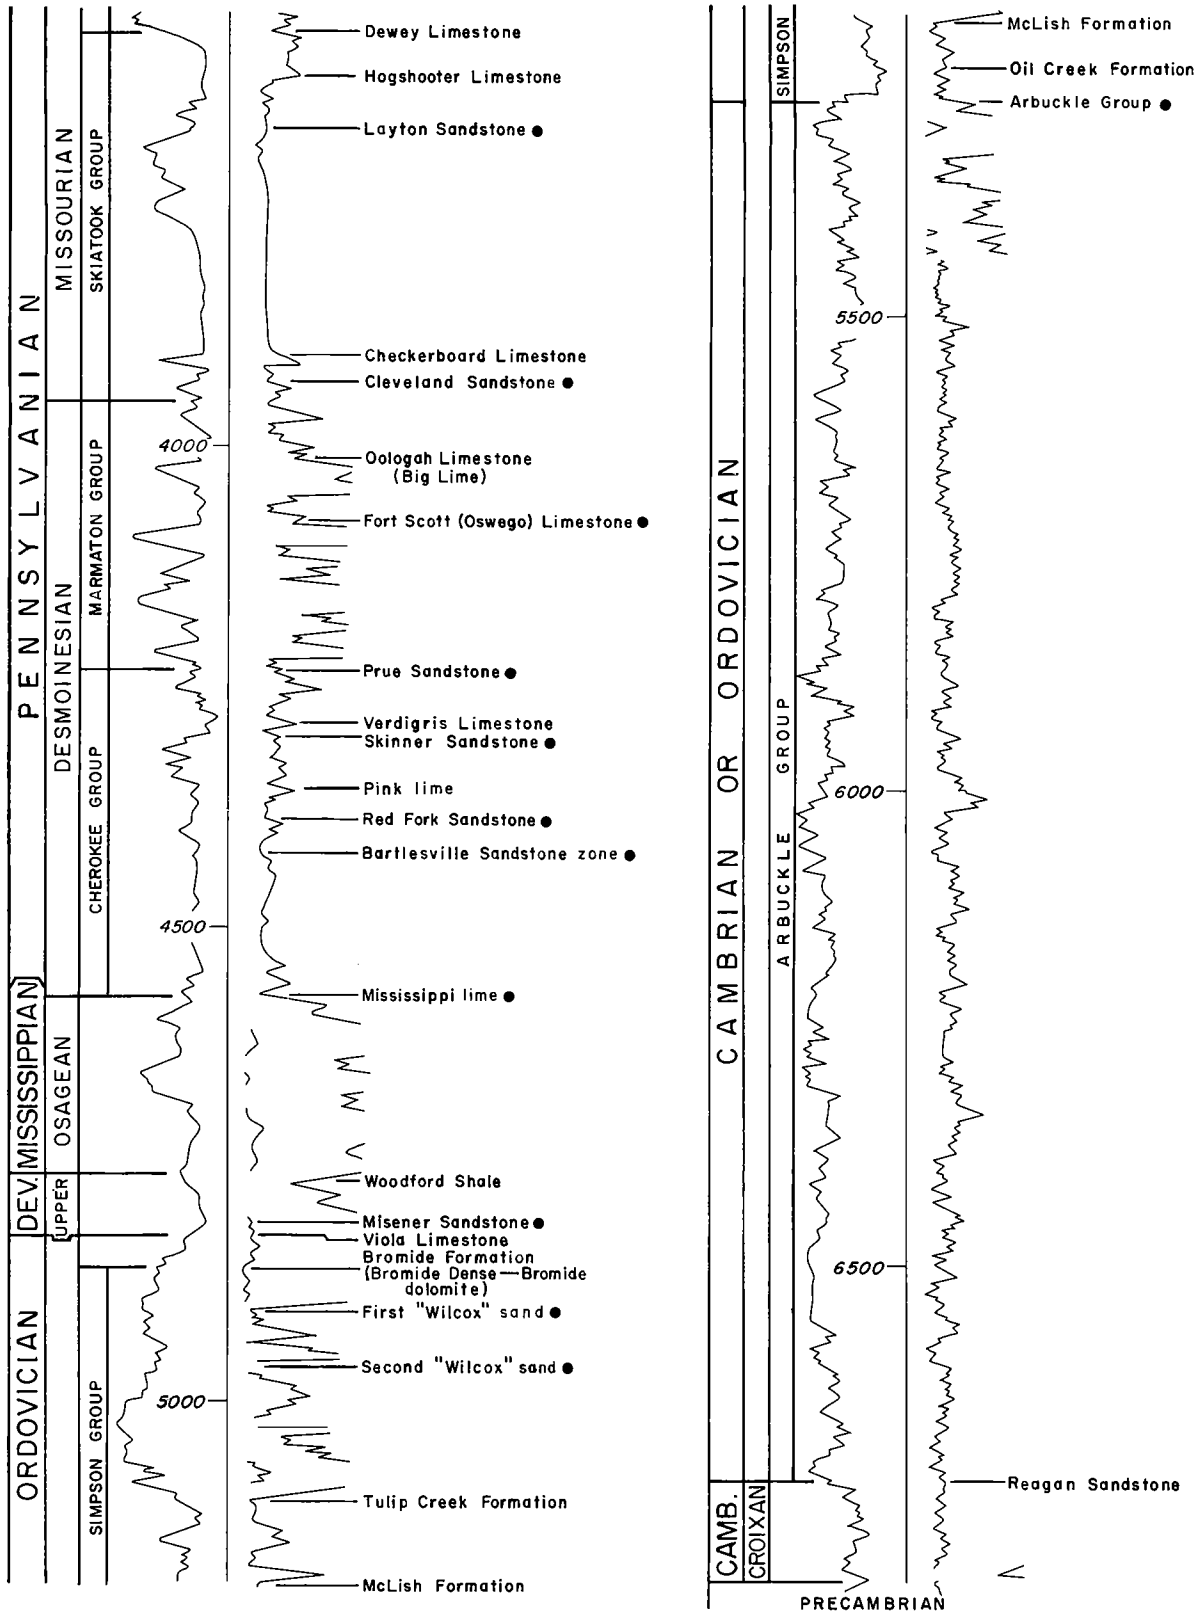 PENNSYLVANIAN
MISSOURIAN
SKIATOOK GROUP
Dewey Limestone
Hogshooter Limestone
Layton Sandstone ●
Checkerboard Limestone
Cleveland Sandstone ●
DESMOINESIAN
MARMATON GROUP
4000
Oologah Limestone
(Big Lime)
Fort Scott (Oswego) Limestone ●
CHEROKEE GROUP
Prue Sandstone ●
Verdigris Limestone
Skinner Sandstone ●
Pink lime
Red Fork Sandstone ●
Bartlesville Sandstone zone ●
4500
MISSISSIPPIAN
OSAGEAN
Mississippi lime ●
DEV.
UPPER
Woodford Shale
Misener Sandstone ●
ORDOVICIAN
Viola Limestone
Bromide Formation
(Bromide Dense — Bromide
dolomite)
SIMPSON GROUP
First "Wilcox" sand ●
Second "Wilcox" sand ●
5000
Tulip Creek Formation
McLish Formation
SIMPSON
McLish Formation
Oil Creek Formation
Arbuckle Group ●
CAMBRIAN OR ORDOVICIAN
ARBUCKLE GROUP
5500
6000
6500
CAMB.
CROIXAN
Reagan Sandstone
PRECAMBRIAN